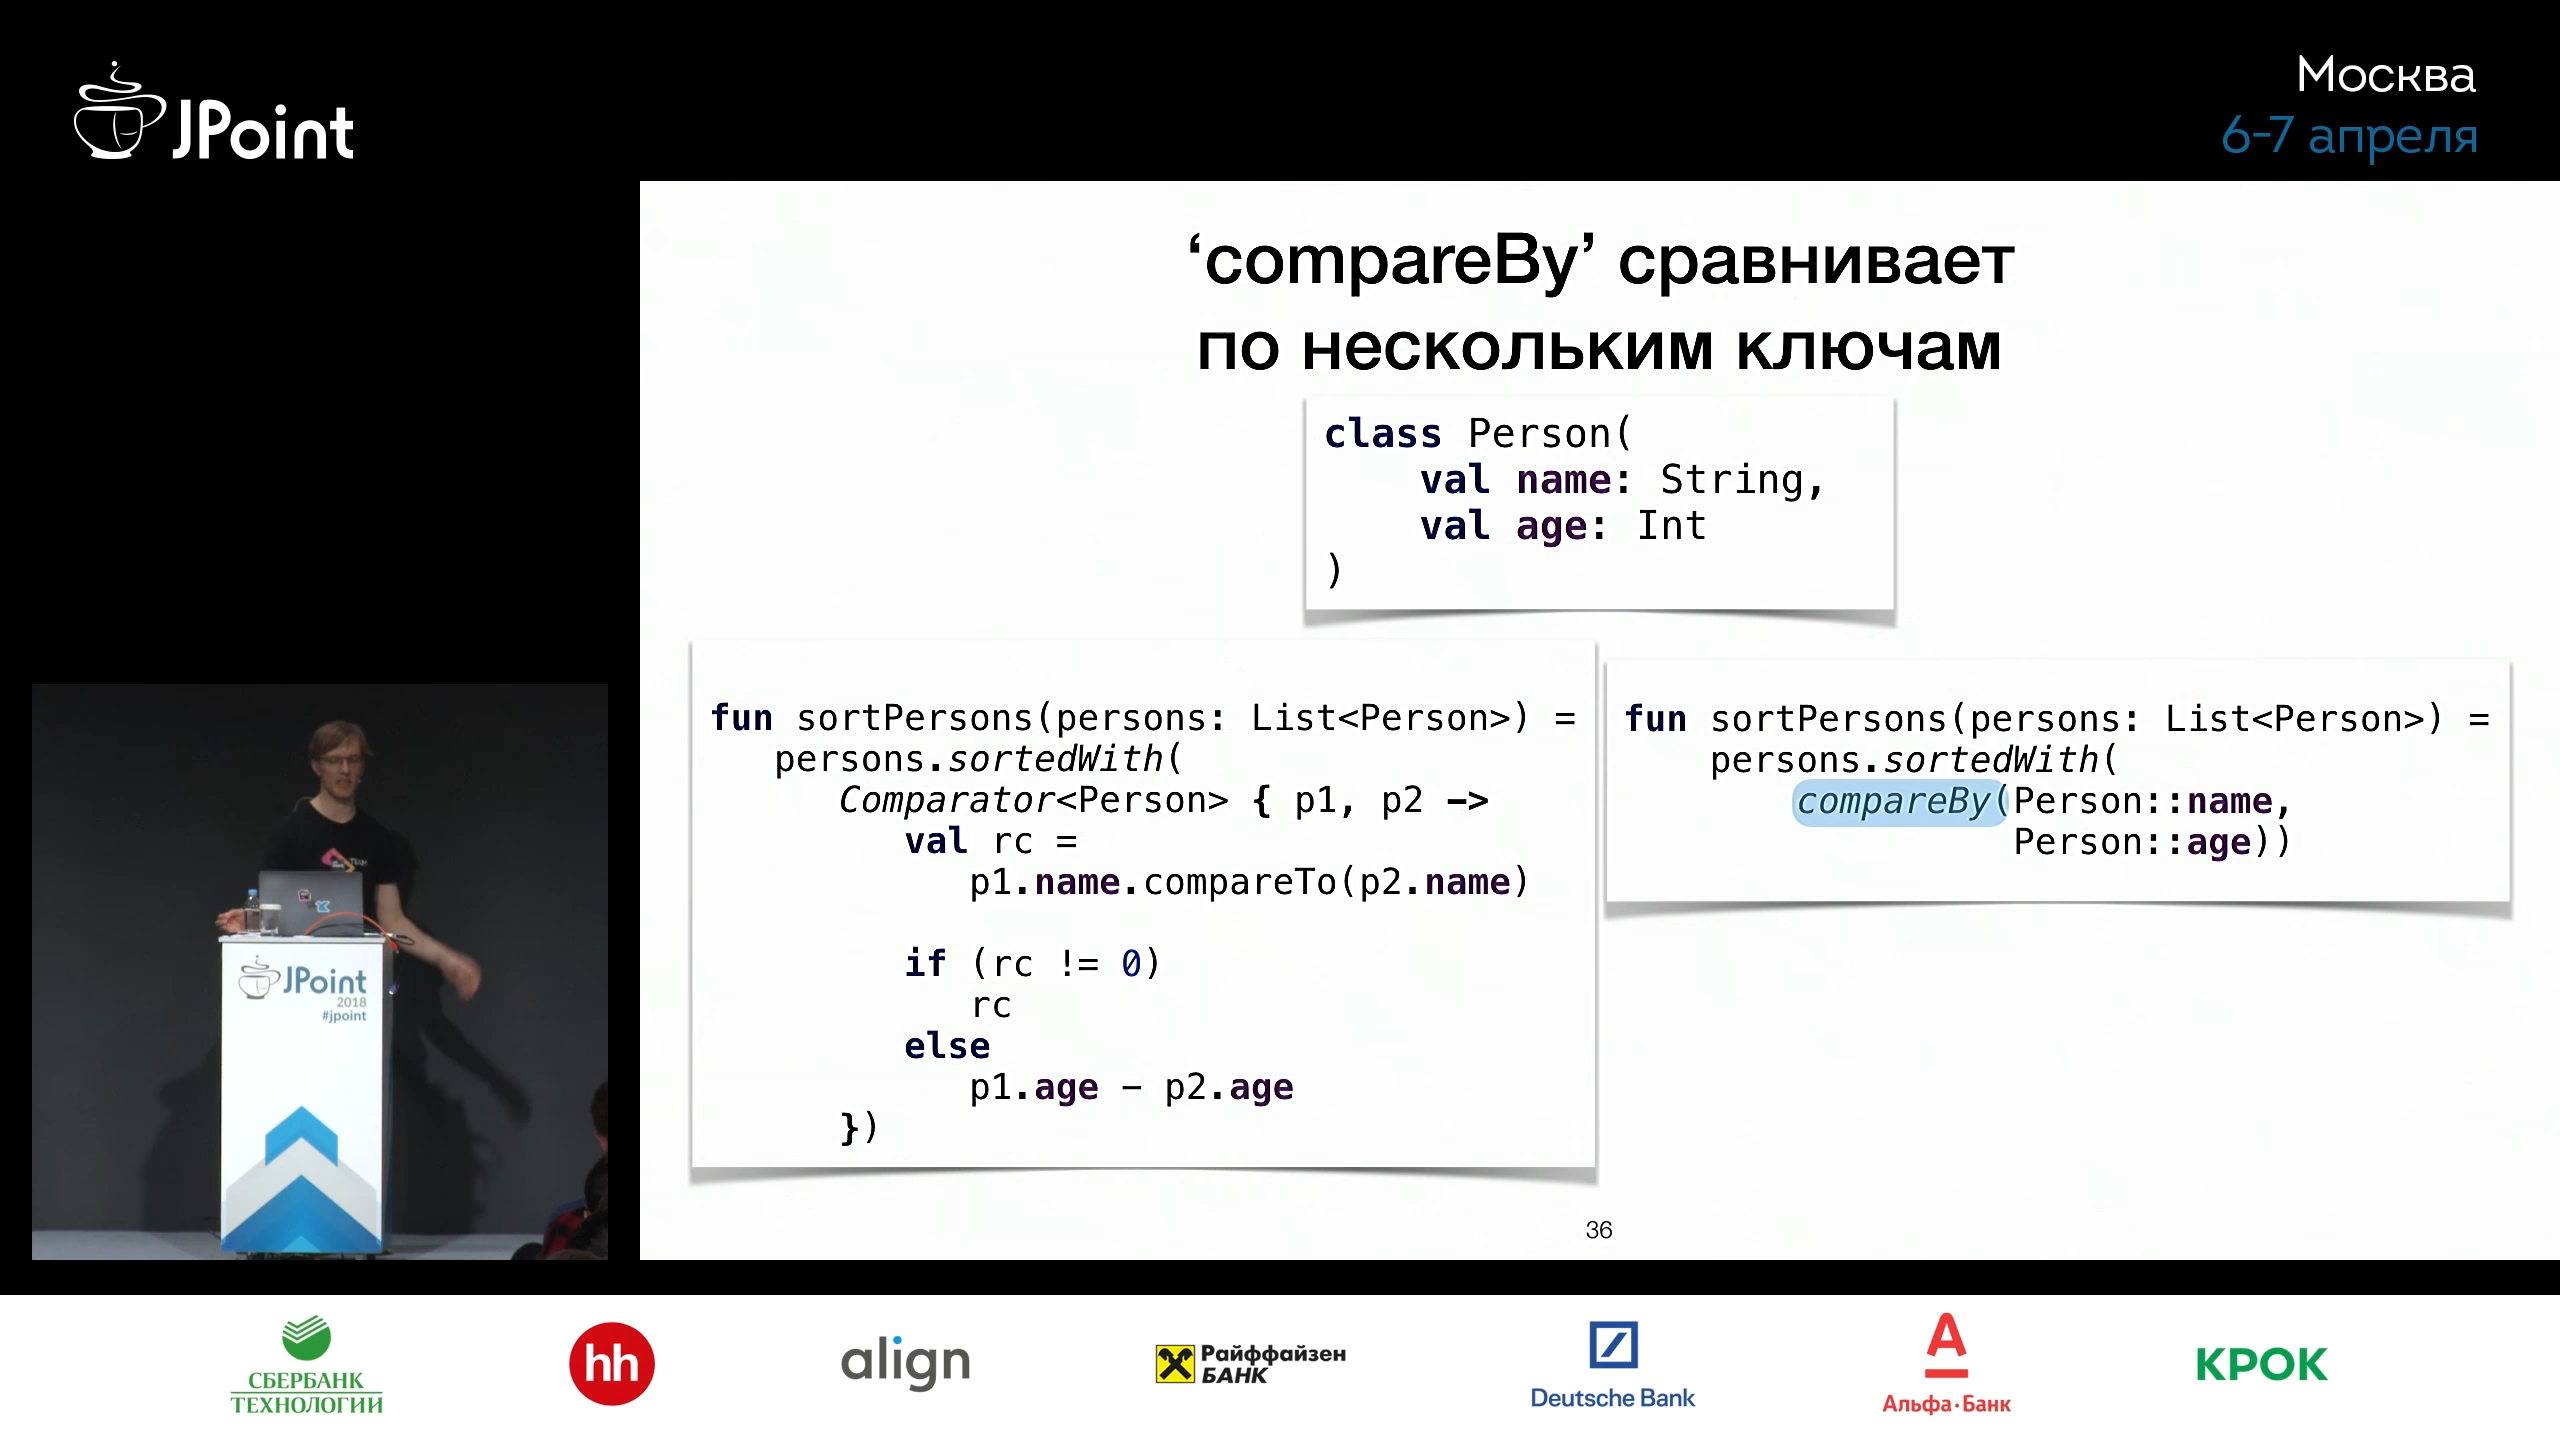 JPoint
Москва
6-7 апреля
‘compareBy’ сравнивает
по нескольким ключам
class Person(
    val name: String,
    val age: Int
)
fun sortPersons(persons: List<Person>) =
   persons.sortedWith(
      Comparator<Person> { p1, p2 ->
         val rc =
            p1.name.compareTo(p2.name)
         if (rc != 0)
            rc
         else
            p1.age - p2.age
      })
fun sortPersons(persons: List<Person>) =
    persons.sortedWith(
        compareBy(Person::name,
                  Person::age))
36
JPoint
2018
#jpoint
СБЕРБАНК
ТЕХНОЛОГИИ
hh
align
Райффайзен
БАНК
Deutsche Bank
А
Альфа·Банк
КРОК